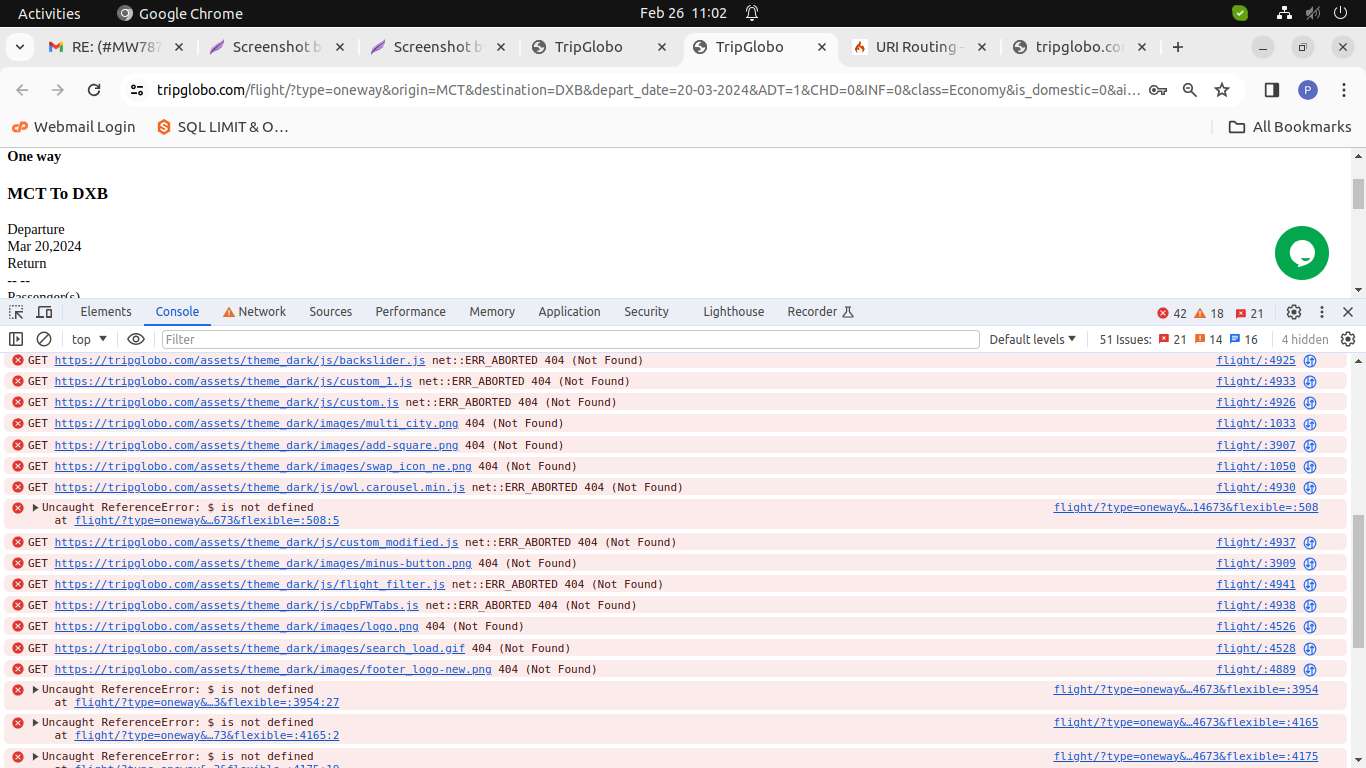 Activities Google Chrome Feb 26 11:02
RE: (#MW787 Screenshot b Screenshot b TripGlobo TripGlobo URI Routing - tripglobo.co
tripglobo.com/flight/?type=oneway&origin=MCT&destination=DXB&depart_date=20-03-2024&ADT=1&CHD=0&INF=0&class=Economy&is_domestic=0&ai... P
Webmail Login SQL LIMIT & O... All Bookmarks
One way
MCT To DXB
Departure
Mar 20,2024
Return
-- --
Passenger(s)
Elements Console Network Sources Performance Memory Application Security Lighthouse Recorder 42 18 21
top Filter Default levels 51 Issues: 21 14 16 4 hidden
GET https://tripglobo.com/assets/theme_dark/js/backslider.js net::ERR_ABORTED 404 (Not Found) flight/:4925
GET https://tripglobo.com/assets/theme_dark/js/custom_1.js net::ERR_ABORTED 404 (Not Found) flight/:4933
GET https://tripglobo.com/assets/theme_dark/js/custom.js net::ERR_ABORTED 404 (Not Found) flight/:4926
GET https://tripglobo.com/assets/theme_dark/images/multi_city.png 404 (Not Found) flight/:1033
GET https://tripglobo.com/assets/theme_dark/images/add-square.png 404 (Not Found) flight/:3907
GET https://tripglobo.com/assets/theme_dark/images/swap_icon_ne.png 404 (Not Found) flight/:1050
GET https://tripglobo.com/assets/theme_dark/js/owl.carousel.min.js net::ERR_ABORTED 404 (Not Found) flight/:4930
Uncaught ReferenceError: $ is not defined flight/?type=oneway&…14673&flexible=:508
at flight/?type=oneway&…673&flexible=:508:5
GET https://tripglobo.com/assets/theme_dark/js/custom_modified.js net::ERR_ABORTED 404 (Not Found) flight/:4937
GET https://tripglobo.com/assets/theme_dark/images/minus-button.png 404 (Not Found) flight/:3909
GET https://tripglobo.com/assets/theme_dark/js/flight_filter.js net::ERR_ABORTED 404 (Not Found) flight/:4941
GET https://tripglobo.com/assets/theme_dark/js/cbpFWTabs.js net::ERR_ABORTED 404 (Not Found) flight/:4938
GET https://tripglobo.com/assets/theme_dark/images/logo.png 404 (Not Found) flight/:4526
GET https://tripglobo.com/assets/theme_dark/images/search_load.gif 404 (Not Found) flight/:4528
GET https://tripglobo.com/assets/theme_dark/images/footer_logo-new.png 404 (Not Found) flight/:4889
Uncaught ReferenceError: $ is not defined flight/?type=oneway&…4673&flexible=:3954
at flight/?type=oneway&…3&flexible=:3954:27
Uncaught ReferenceError: $ is not defined flight/?type=oneway&…4673&flexible=:4165
at flight/?type=oneway&…73&flexible=:4165:2
Uncaught ReferenceError: $ is not defined flight/?type=oneway&…4673&flexible=:4175